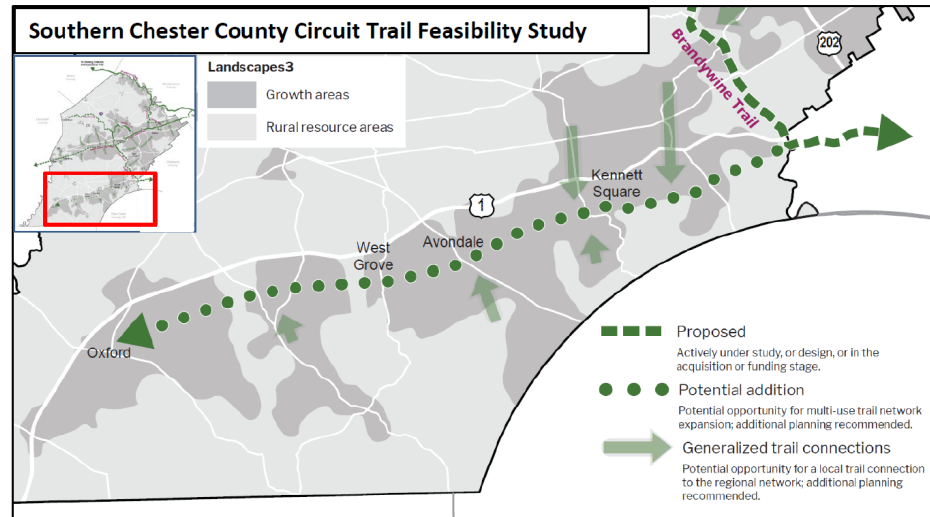 Southern Chester County Circuit Trail Feasibility Study
Landscapes3
Growth areas
Rural resource areas
202
Brandywine Trail
Kennett
Square
1
West
Grove
Avondale
Oxford
Proposed
Actively under study, or design, or in the
acquisition or funding stage.
Potential addition
Potential opportunity for multi-use trail network
expansion; additional planning recommended.
Generalized trail connections
Potential opportunity for a local trail connection
to the regional network; additional planning
recommended.